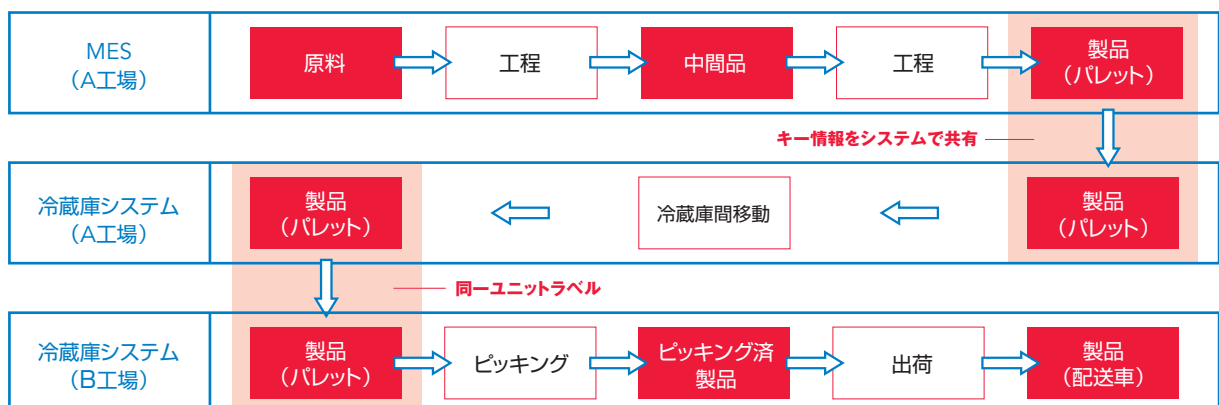 MES
（A工場）
原料
工程
中間品
工程
製品
（パレット）
キー情報をシステムで共有
冷蔵庫システム
（A工場）
製品
（パレット）
冷蔵庫間移動
製品
（パレット）
同一ユニットラベル
冷蔵庫システム
（B工場）
製品
（パレット）
ピッキング
ピッキング済
製品
出荷
製品
（配送車）